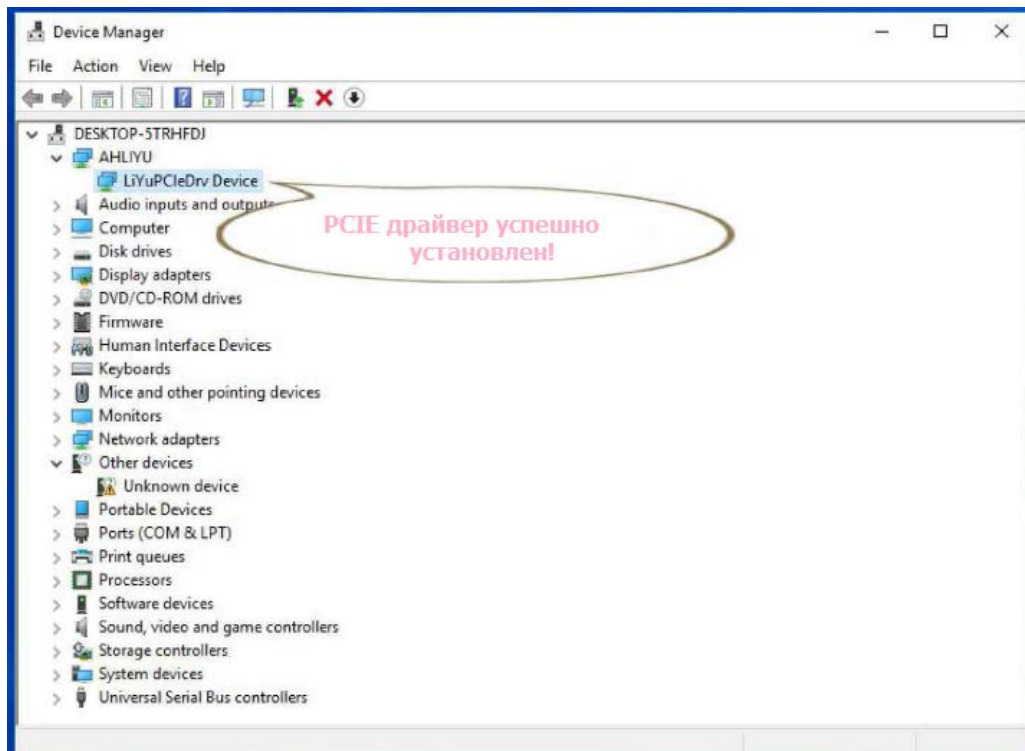 Device Manager
File Action View Help
DESKTOP-5TRHFDJ
AHLIYU
LiYuPCIeDrv Device
Audio inputs and outputs
PCIE драйвер успешно
установлен!
Computer
Disk drives
Display adapters
DVD/CD-ROM drives
Firmware
Human Interface Devices
Keyboards
Mice and other pointing devices
Monitors
Network adapters
Other devices
Unknown device
Portable Devices
Ports (COM & LPT)
Print queues
Processors
Software devices
Sound, video and game controllers
Storage controllers
System devices
Universal Serial Bus controllers